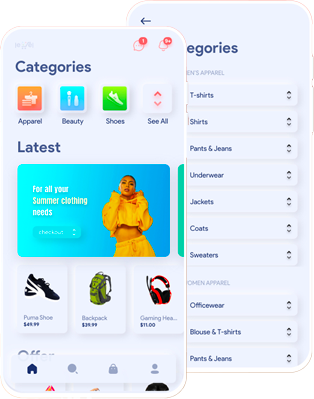 Categories
Apparel
Beauty
Shoes
See All
Latest
For all your
Summer clothing
needs
checkout
Puma Shoe
$49.99
Backpack
$39.99
Gaming Hea...
$11.00
ategories
EN'S APPAREL
T-shirts
Shirts
Pants & Jeans
Underwear
Jackets
Coats
Sweaters
OMEN APPAREL
Officewear
Blouse & T-shirts
Pants & Jeans